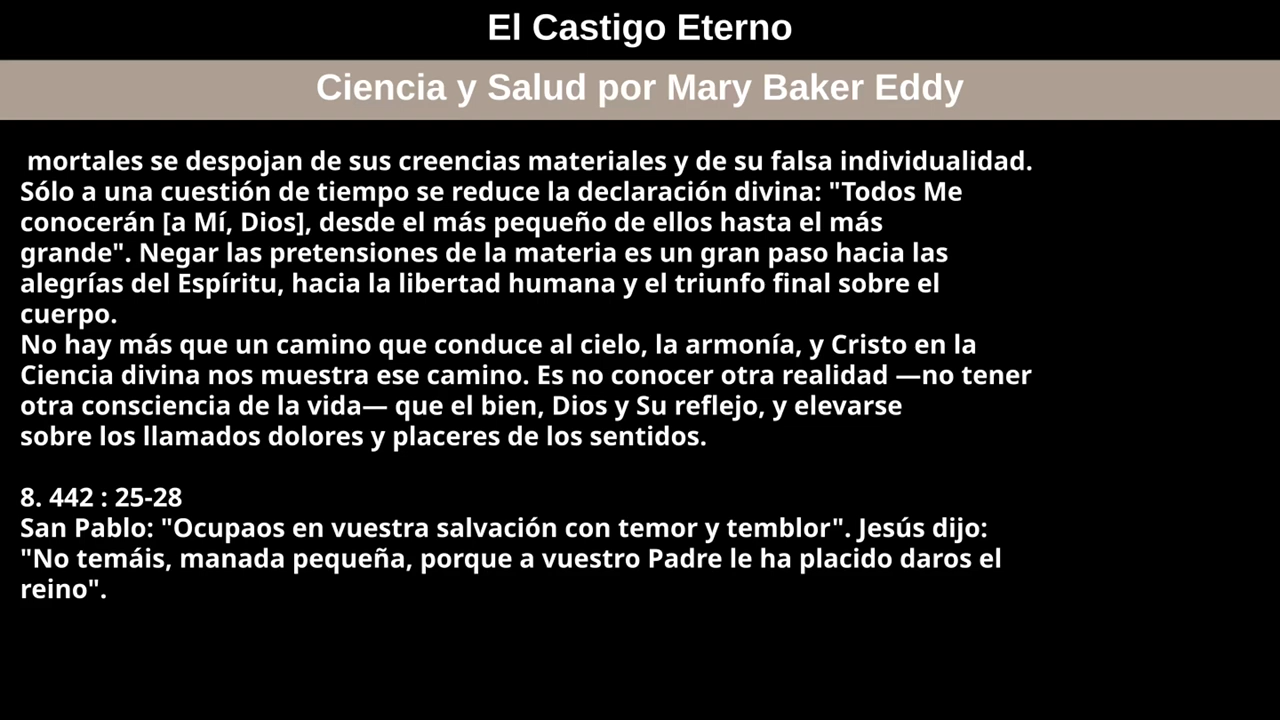 El Castigo Eterno
Ciencia y Salud por Mary Baker Eddy
mortales se despojan de sus creencias materiales y de su falsa individualidad.
Sólo a una cuestión de tiempo se reduce la declaración divina: "Todos Me
conocerán [a Mí, Dios], desde el más pequeño de ellos hasta el más
grande". Negar las pretensiones de la materia es un gran paso hacia las
alegrías del Espíritu, hacia la libertad humana y el triunfo final sobre el
cuerpo.
No hay más que un camino que conduce al cielo, la armonía, y Cristo en la
Ciencia divina nos muestra ese camino. Es no conocer otra realidad —no tener
otra consciencia de la vida— que el bien, Dios y Su reflejo, y elevarse
sobre los llamados dolores y placeres de los sentidos.
8. 442 : 25-28
San Pablo: "Ocupaos en vuestra salvación con temor y temblor". Jesús dijo:
"No temáis, manada pequeña, porque a vuestro Padre le ha placido daros el
reino".